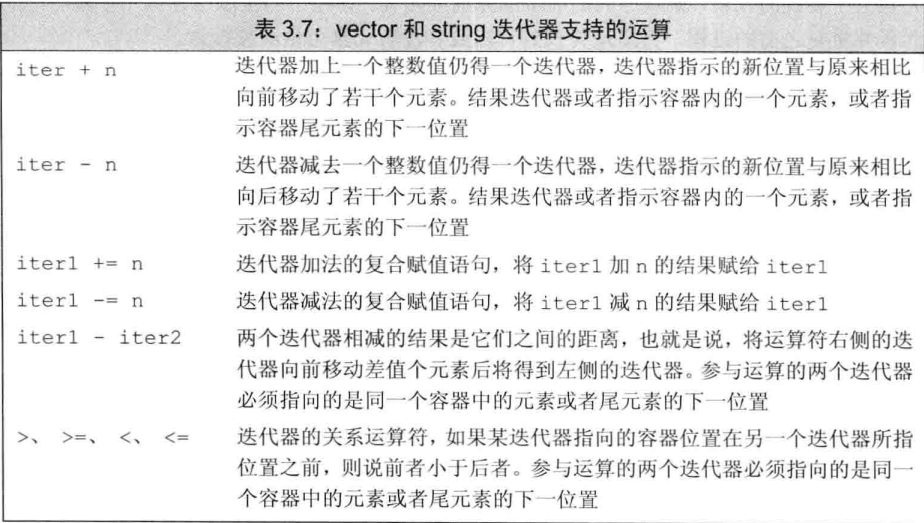 表 3.7：vector 和 string 迭代器支持的运算
iter + n 迭代器加上一个整数值仍得一个迭代器，迭代器指示的新位置与原来相比
向前移动了若干个元素。结果迭代器或者指示容器内的一个元素，或者指
示容器尾元素的下一位置
iter - n 迭代器减去一个整数值仍得一个迭代器，迭代器指示的新位置与原来相比
向后移动了若干个元素。结果迭代器或者指示容器内的一个元素，或者指
示容器尾元素的下一位置
iter1 += n 迭代器加法的复合赋值语句，将 iter1 加 n 的结果赋给 iter1
iter1 -= n 迭代器减法的复合赋值语句，将 iter1 减 n 的结果赋给 iter1
iter1 - iter2 两个迭代器相减的结果是它们之间的距离，也就是说，将运算符右侧的迭
代器向前移动差值个元素后将得到左侧的迭代器。参与运算的两个迭代器
必须指向的是同一个容器中的元素或者尾元素的下一位置
>、 >=、 <、 <= 迭代器的关系运算符，如果某迭代器指向的容器位置在另一个迭代器所指
位置之前，则说前者小于后者。参与运算的两个迭代器必须指向的是同一
个容器中的元素或者尾元素的下一位置